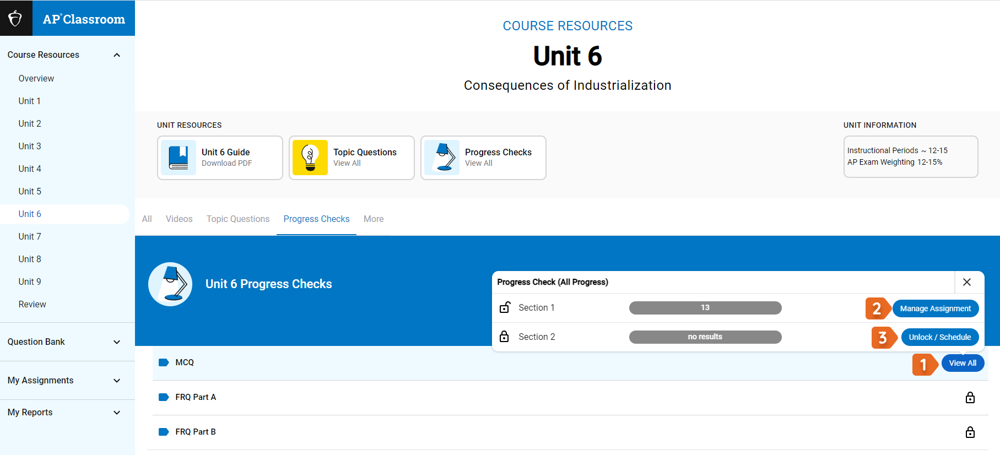 AP® Classroom
Course Resources
Overview
Unit 1
Unit 2
Unit 3
Unit 4
Unit 5
Unit 6
Unit 7
Unit 8
Unit 9
Review
Question Bank
My Assignments
My Reports
COURSE RESOURCES
Unit 6
Consequences of Industrialization
UNIT RESOURCES
Unit 6 Guide
Download PDF
Topic Questions
View All
Progress Checks
View All
UNIT INFORMATION
Instructional Periods ~ 12-15
AP Exam Weighting 12-15%
All Videos Topic Questions Progress Checks More
Unit 6 Progress Checks
Progress Check (All Progress)
Section 1 13 2 Manage Assignment
Section 2 no results 3 Unlock / Schedule
MCQ 1 View All
FRQ Part A
FRQ Part B